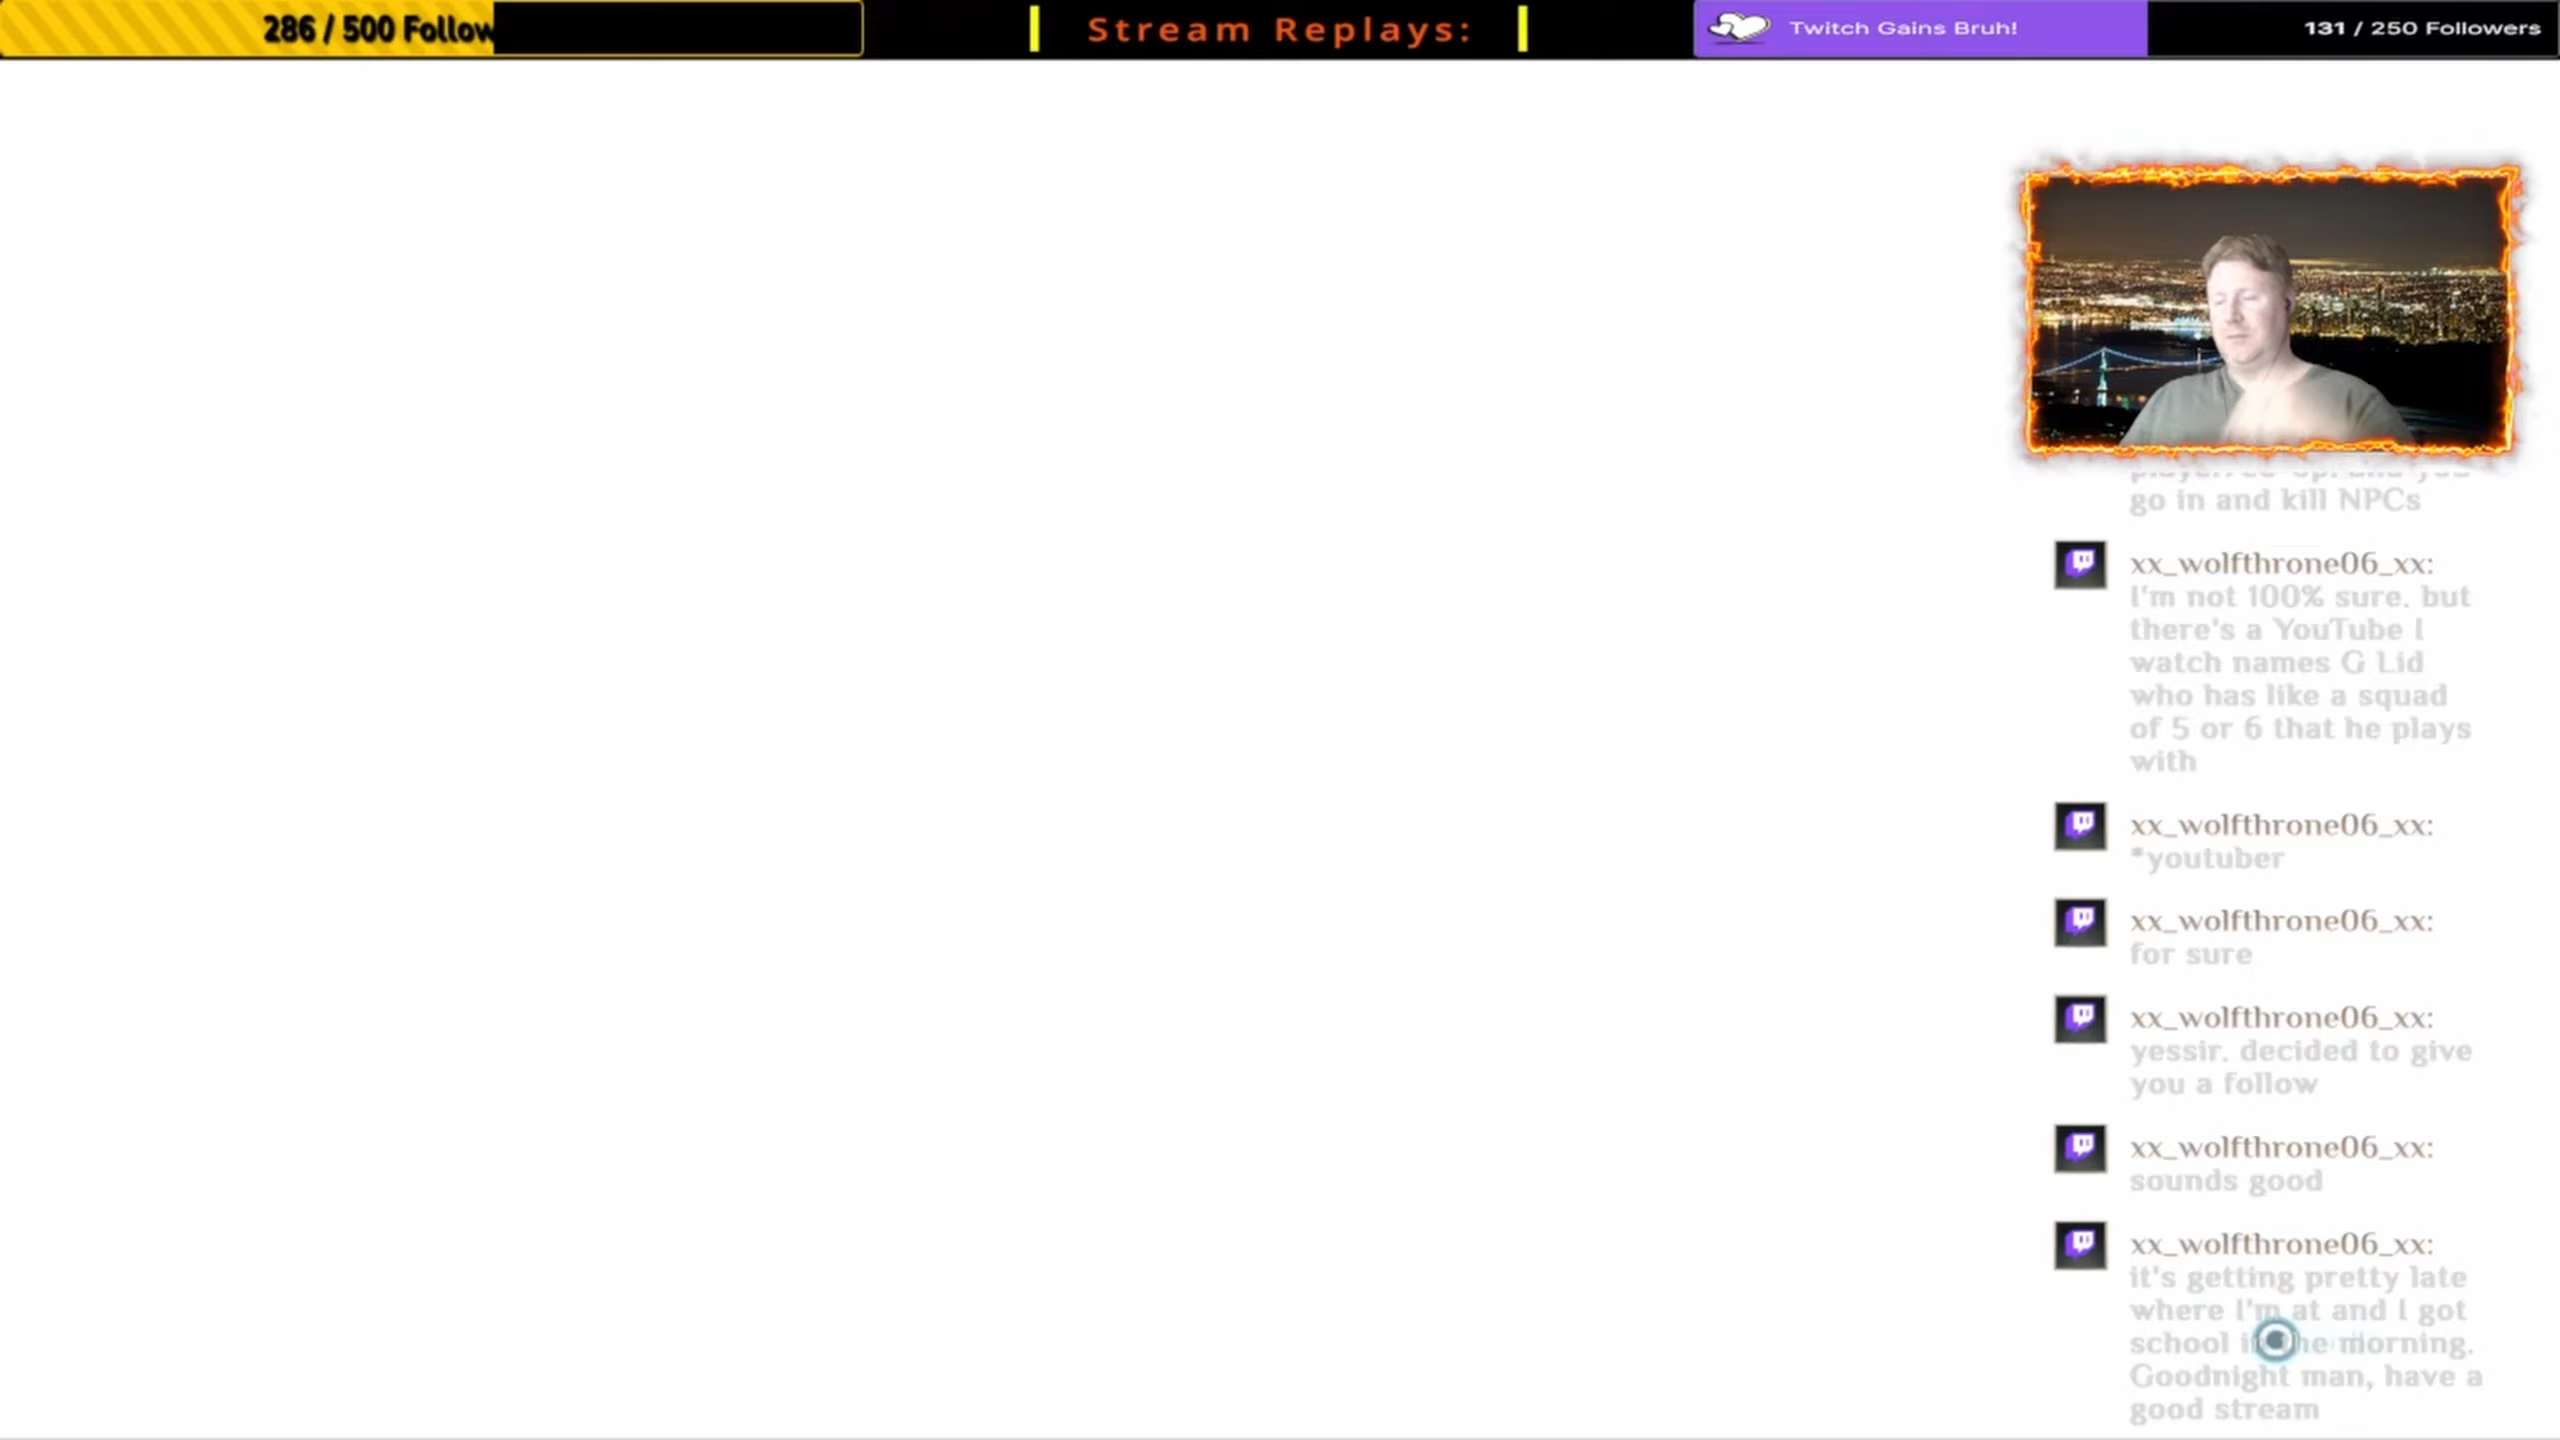 286 / 500 Follow
Stream Replays:
Twitch Gains Bruh!
131 / 250 Followers
go in and kill NPCs
xx_wolfthrone06_xx:
I'm not 100% sure. but
there's a YouTube I
watch names G Lid
who has like a squad
of 5 or 6 that he plays
with
xx_wolfthrone06_xx:
*youtuber
xx_wolfthrone06_xx:
for sure
xx_wolfthrone06_xx:
yessir. decided to give
you a follow
xx_wolfthrone06_xx:
sounds good
xx_wolfthrone06_xx:
it's getting pretty late
where I'm at and I got
school in the morning.
Goodnight man, have a
good stream